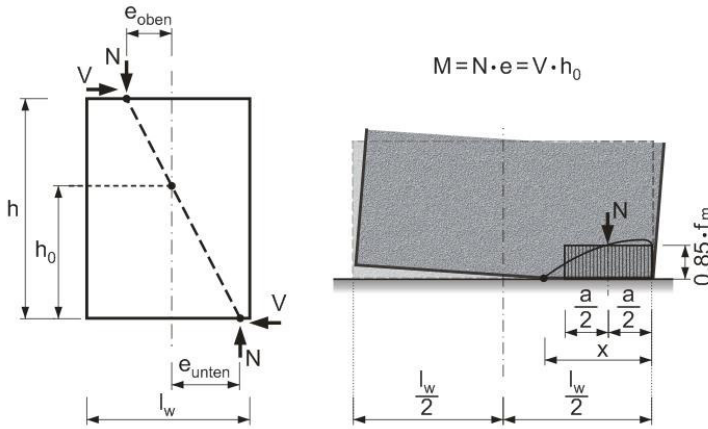 e_oben
N
V
h
h_0
V
N
e_unten
l_w
M = N · e = V · h_0
N
0,85 · f_m
a/2 a/2
x
l_w/2 l_w/2